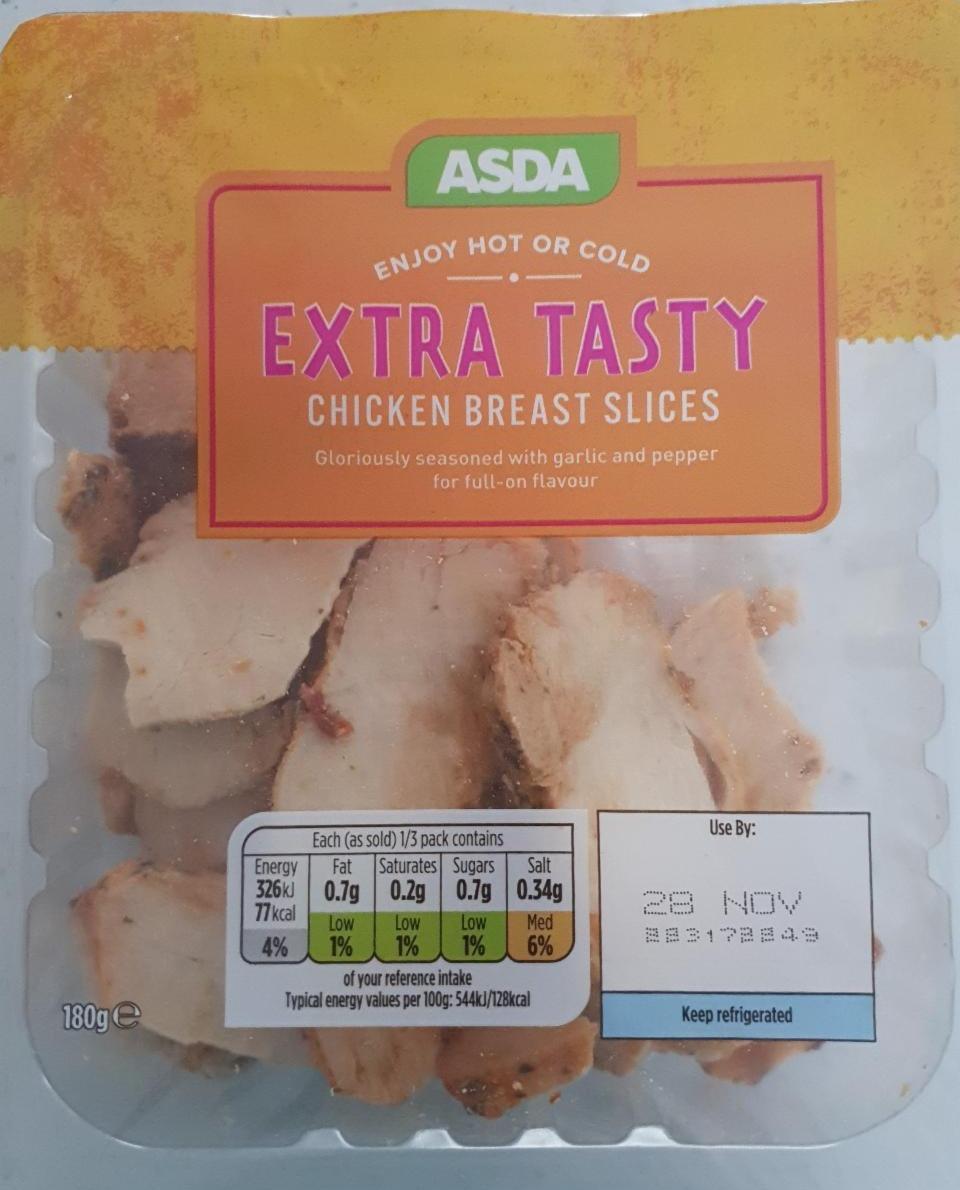 ASDA
ENJOY HOT OR COLD
EXTRA TASTY
CHICKEN BREAST SLICES
Gloriously seasoned with garlic and pepper
for full-on flavour
Each (as sold) 1/3 pack contains
Energy Fat Saturates Sugars Salt
326kJ 0.7g 0.2g 0.7g 0.34g
77kcal
Low Low Low Med
4% 1% 1% 1% 6%
of your reference intake
Typical energy values per 100g: 544kJ/128kcal
Use By:
28 NOV
Keep refrigerated
180g e